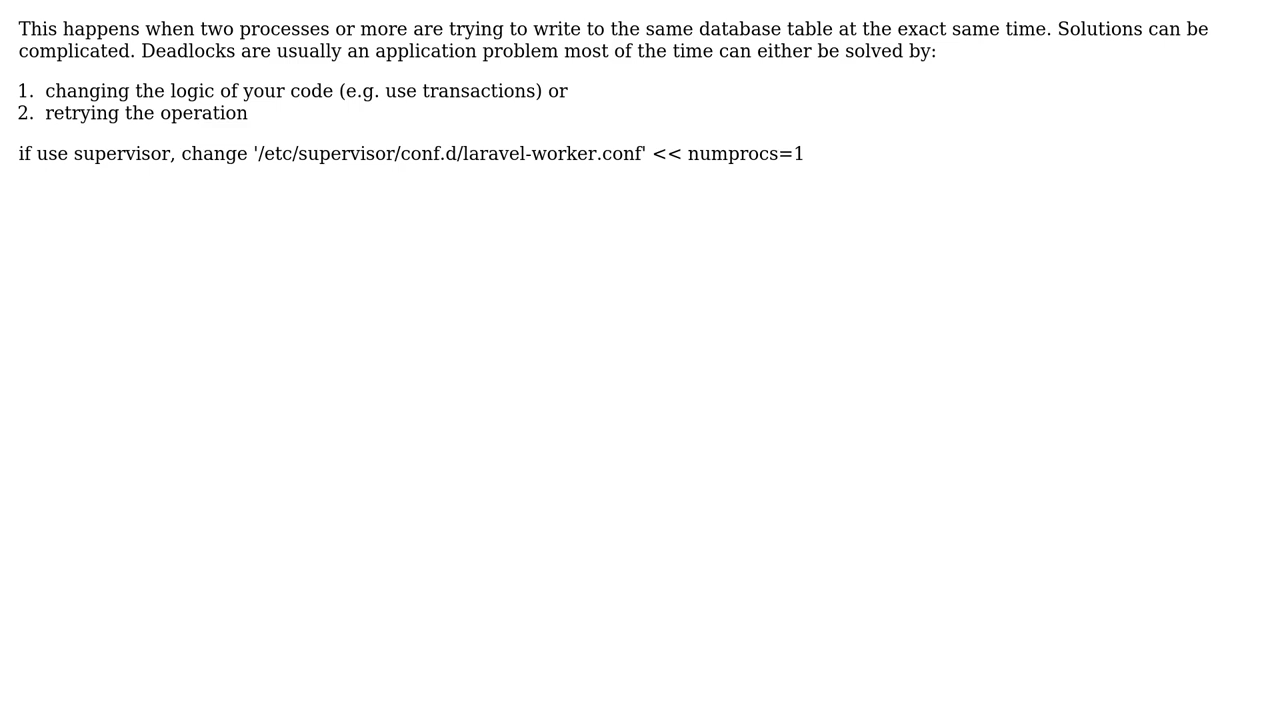 This happens when two processes or more are trying to write to the same database table at the exact same time. Solutions can be
complicated. Deadlocks are usually an application problem most of the time can either be solved by:
1. changing the logic of your code (e.g. use transactions) or
2. retrying the operation
if use supervisor, change '/etc/supervisor/conf.d/laravel-worker.conf' << numprocs=1